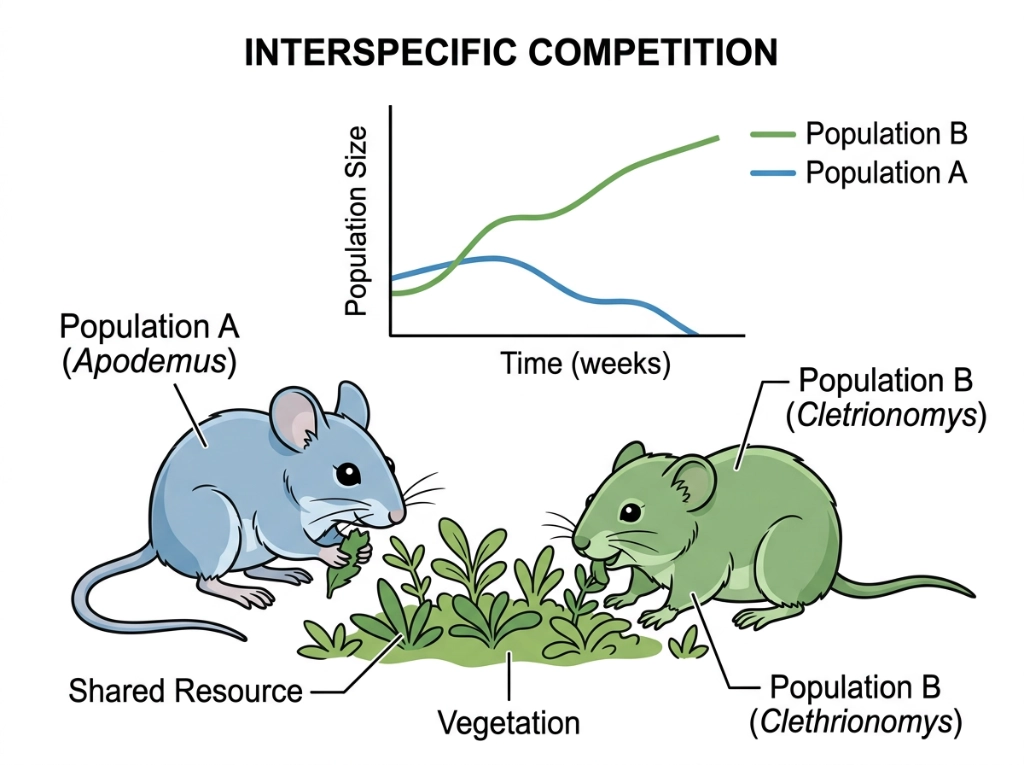 INTERSPECIFIC COMPETITION
Population Size
Population B
Population A
Time (weeks)
Population A
(Apodemus)
Population B
(Cletrionomys)
Shared Resource
Vegetation
Population B
(Clethrionomys)